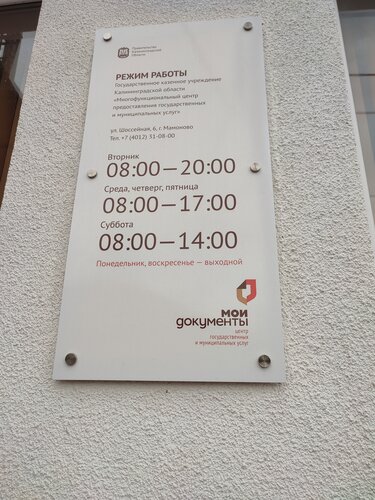 Правительство
Калининградской
области
РЕЖИМ РАБОТЫ
Государственное казенное учреждение
Калининградской области
«Многофункциональный центр
предоставления государственных
и муниципальных услуг»
ул. Шоссейная, 6, г. Мамоново
Тел. +7 (4012) 31-08-00
Вторник
08:00—20:00
Среда, четверг, пятница
08:00—17:00
Суббота
08:00—14:00
Понедельник, воскресенье — выходной
мои
документы
центр
государственных
и муниципальных услуг